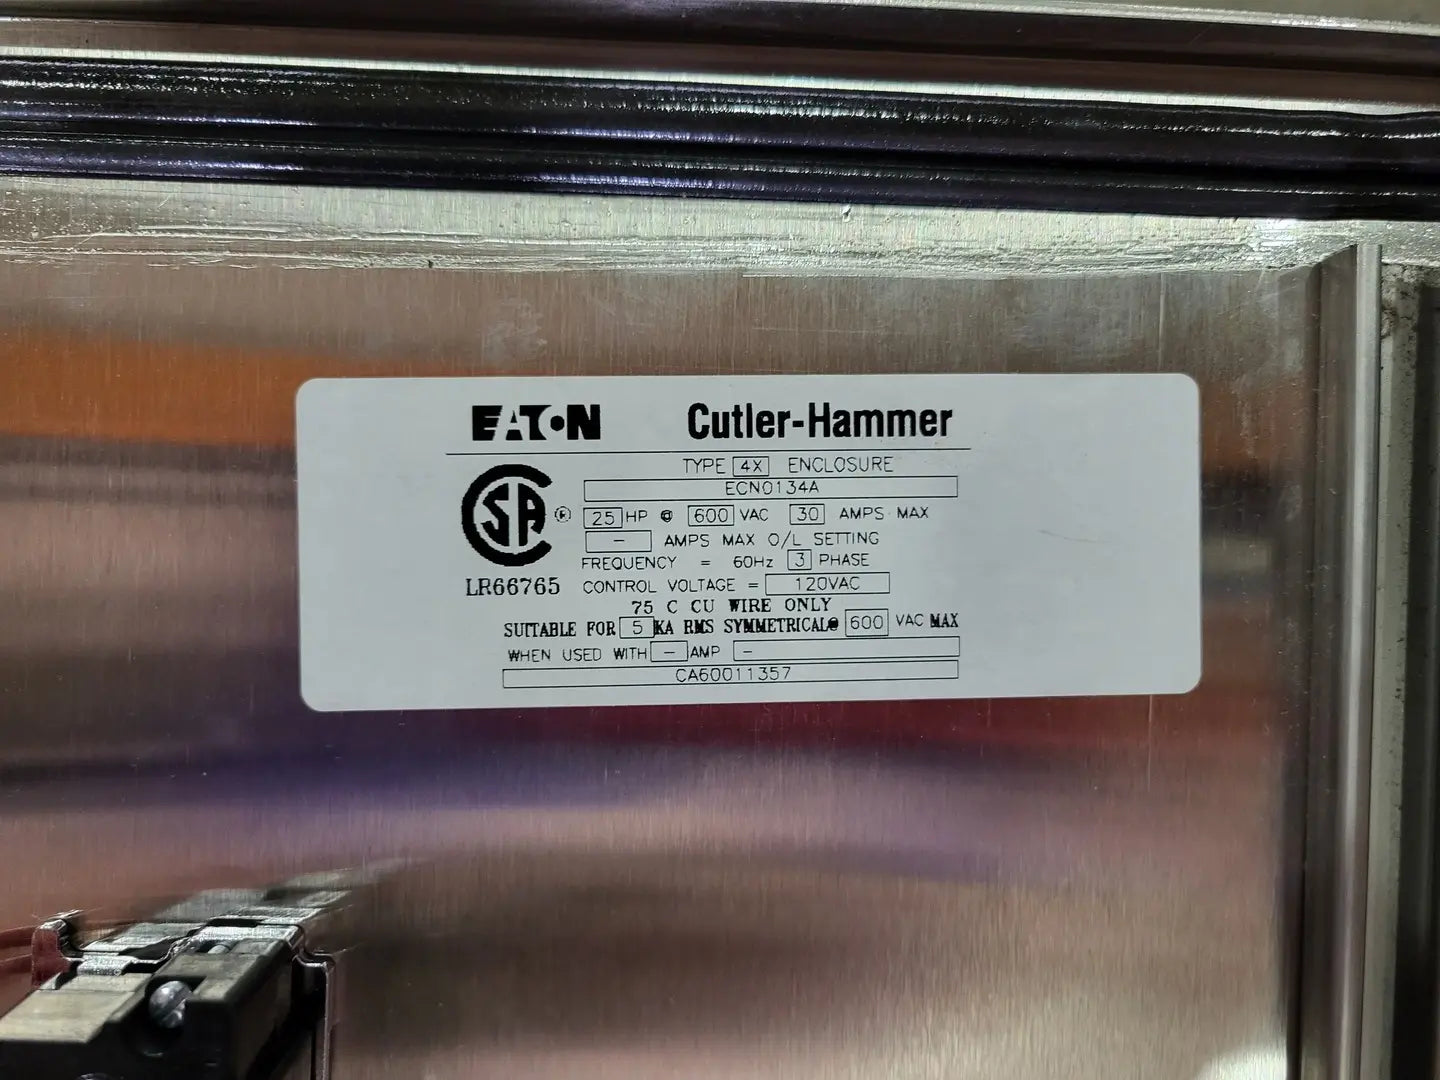 EATON Cutler-Hammer
TYPE 4X ENCLOSURE
ECN0134A
CSA ®
25 HP @ 600 VAC 30 AMPS MAX
- AMPS MAX O/L SETTING
FREQUENCY = 60Hz 3 PHASE
LR66765 CONTROL VOLTAGE = 120VAC
75 C CU WIRE ONLY
SUITABLE FOR 5 KA RMS SYMMETRICAL@ 600 VAC MAX
WHEN USED WITH - AMP -
CA60011357